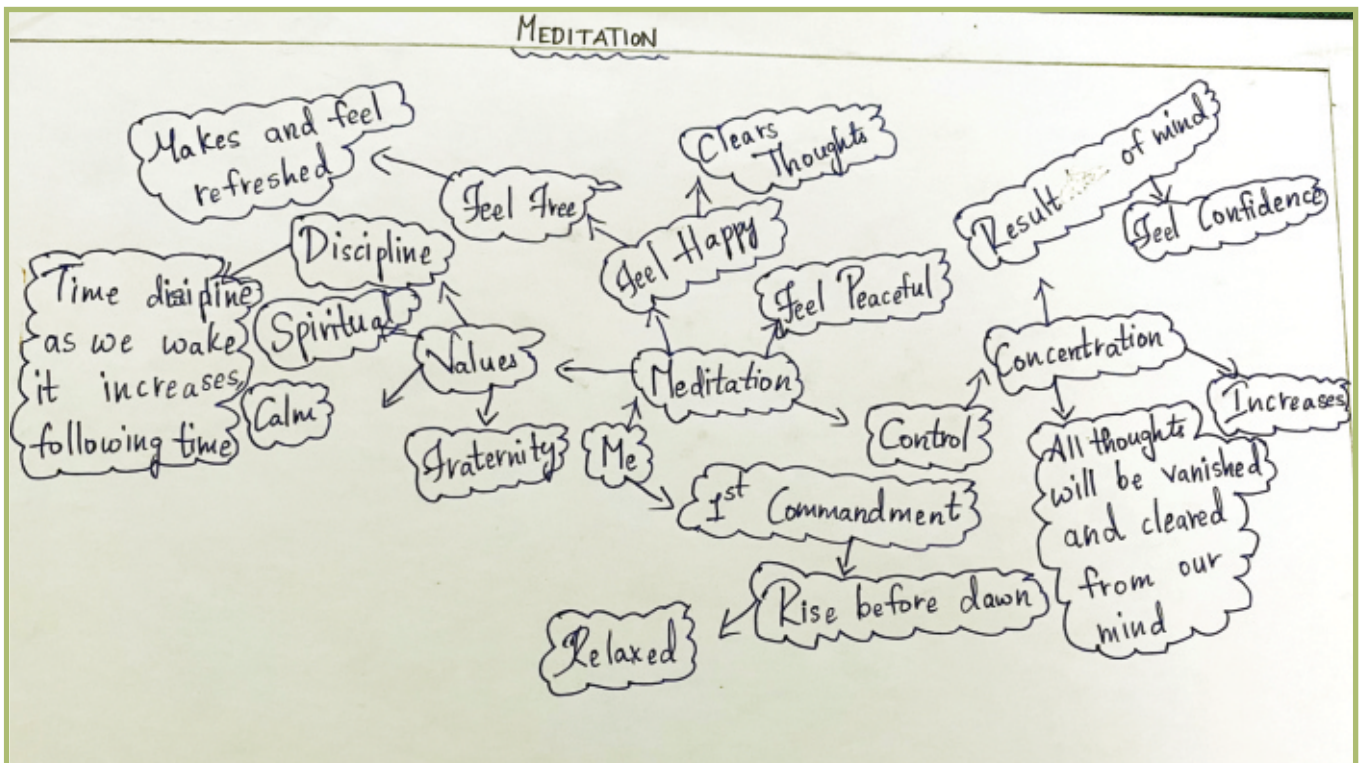 MEDITATION
Makes and feel
refreshed
Feel Free
Clears
Thoughts
Feel Happy
Feel Peaceful
Result of mind
Feel Confidence
Discipline
Time disipline
as we wake
it increases,
following time
Spiritual
Calm
Values
Fraternity
Meditation
Me
Control
Concentration
Increases
All thoughts
will be vanished
and cleared
from our
mind
1st Commandment
Rise before dawn
Relaxed